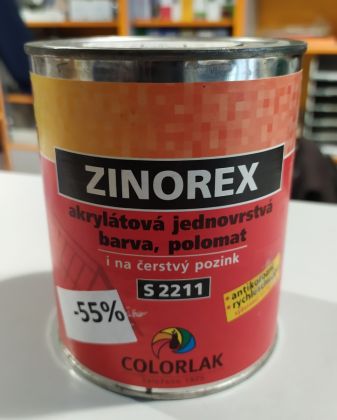 ZINOREX
akrylátová jednovrstvá
barva, polomat
i na čerstvý pozink
S 2211
-55%
COLORLAK